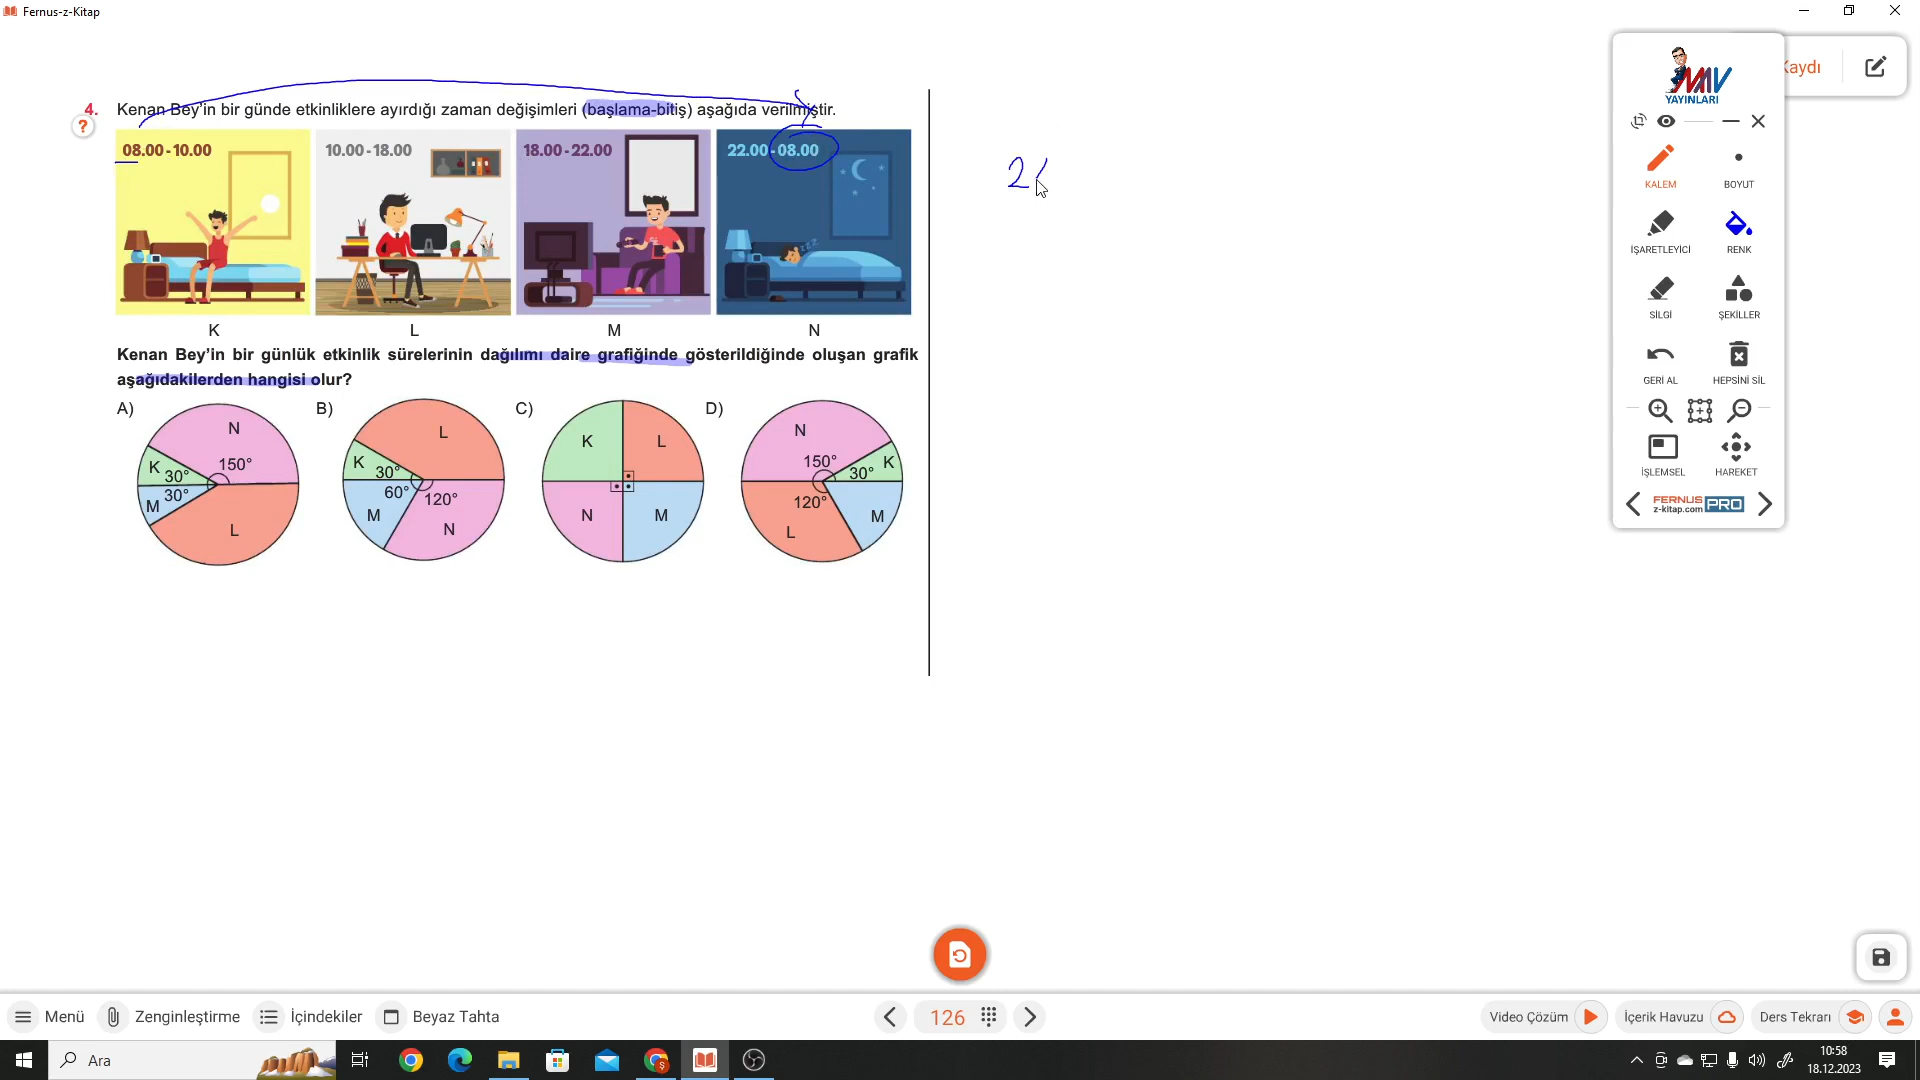 Fernus-z-Kitap
Kaydı
MAV
YAYINLARI
4. Kenan Bey'in bir günde etkinliklere ayırdığı zaman değişimleri (başlama-bitiş) aşağıda verilmiştir.
?
08.00 - 10.00
10.00 - 18.00
18.00 - 22.00
22.00 - 08.00
zzz
K
L
M
N
Kenan Bey'in bir günlük etkinlik sürelerinin dağılımı daire grafiğinde gösterildiğinde oluşan grafik
aşağıdakilerden hangisi olur?
A)
N
K 30° 150°
M 30°
L
B)
L
K 30°
60° 120°
M
N
C)
K L
N M
D)
N
150° 30° K
120°
L M
KALEM
BOYUT
İŞARETLEYİCİ
RENK
SİLGİ
ŞEKİLLER
GERİ AL
HEPSİNİ SİL
İŞLEMSEL
HAREKET
FERNUS
z-kitap.com PRO
Menü
Zenginleştirme
İçindekiler
Beyaz Tahta
126
Video Çözüm
İçerik Havuzu
Ders Tekrarı
Ara
10:58
18.12.2023